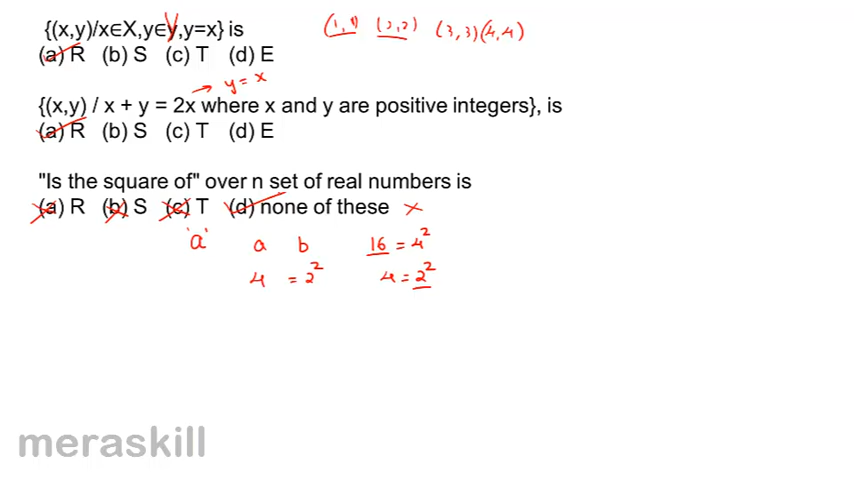 {(x,y)/x∈X,y∈y,y=x} is (1,1) (2,2) (3,3)(4,4)
Y
(a) R (b) S (c) T (d) E
→ y = x
{(x,y) / x + y = 2x where x and y are positive integers}, is
(a) R (b) S (c) T (d) E
"Is the square of" over n set of real numbers is
(a) R (b) S (c) T (d) none of these ×
'a' a b 16 = 4²
4 = 2² 4 = 2²
meraskill